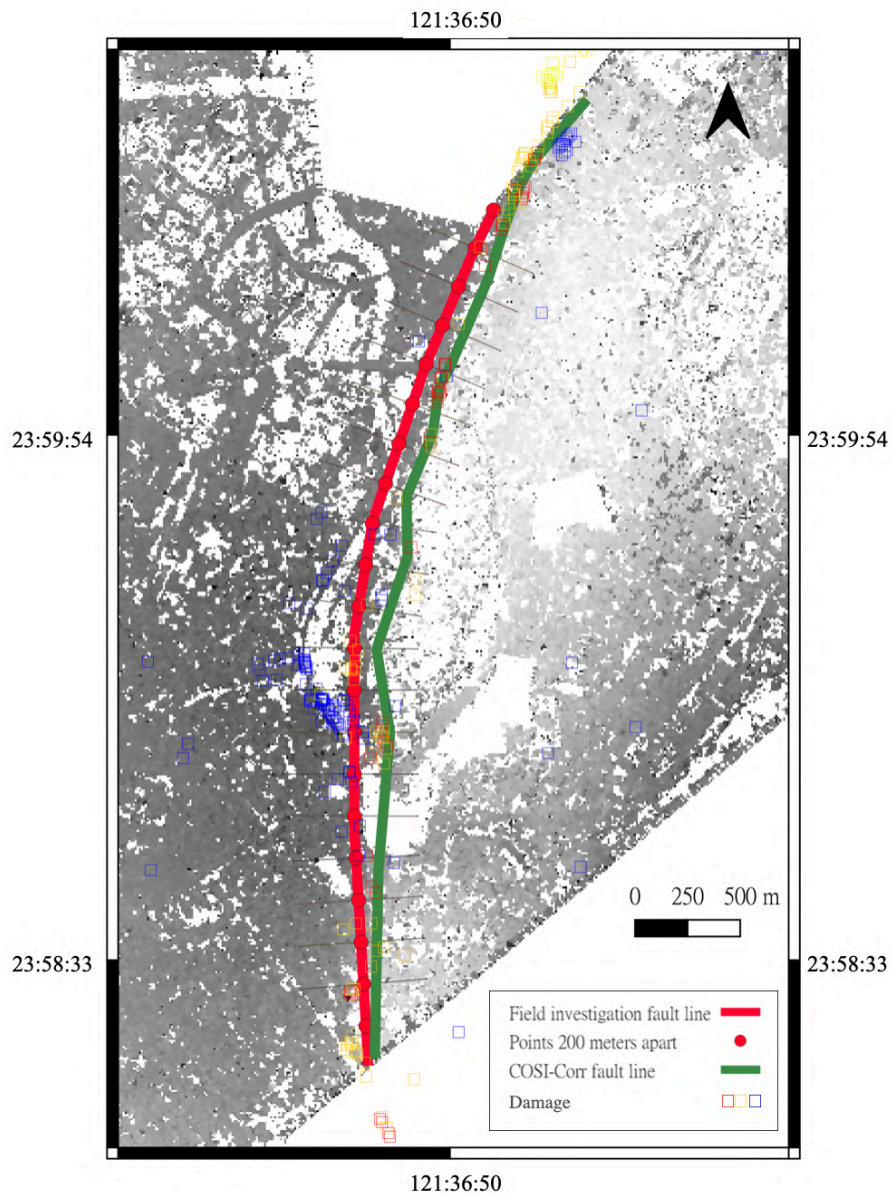 121:36:50
23:59:54
23:59:54
0 250 500 m
23:58:33
23:58:33
Field investigation fault line
Points 200 meters apart
COSI-Corr fault line
Damage
121:36:50